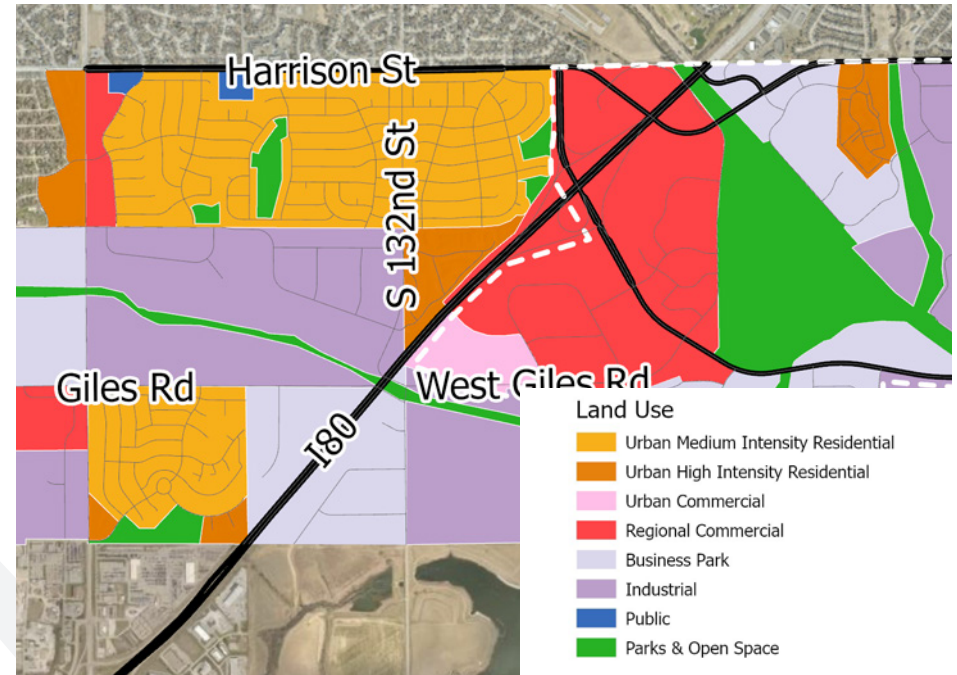 Harrison St
S 132nd St
Giles Rd
West Giles Rd
I80
Land Use
Urban Medium Intensity Residential
Urban High Intensity Residential
Urban Commercial
Regional Commercial
Business Park
Industrial
Public
Parks & Open Space